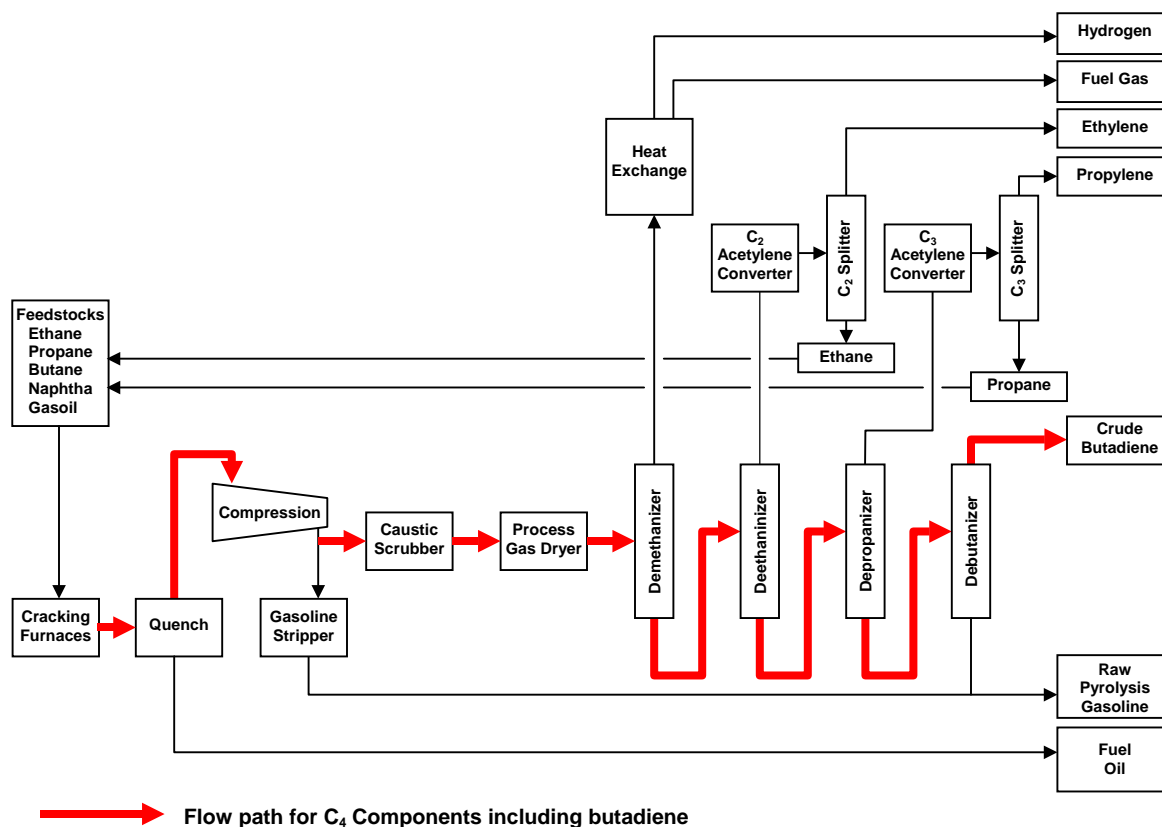 Hydrogen
Fuel Gas
Ethylene
Propylene
Heat
Exchange
C₂
Acetylene
Converter
C₂ Splitter
C₃
Acetylene
Converter
C₃ Splitter
Feedstocks
Ethane
Propane
Butane
Naphtha
Gasoil
Ethane
Propane
Crude
Butadiene
Compression
Caustic
Scrubber
Process
Gas Dryer
Demethanizer
Deethaninizer
Depropanizer
Debutanizer
Cracking
Furnaces
Quench
Gasoline
Stripper
Raw
Pyrolysis
Gasoline
Fuel
Oil
Flow path for C₄ Components including butadiene